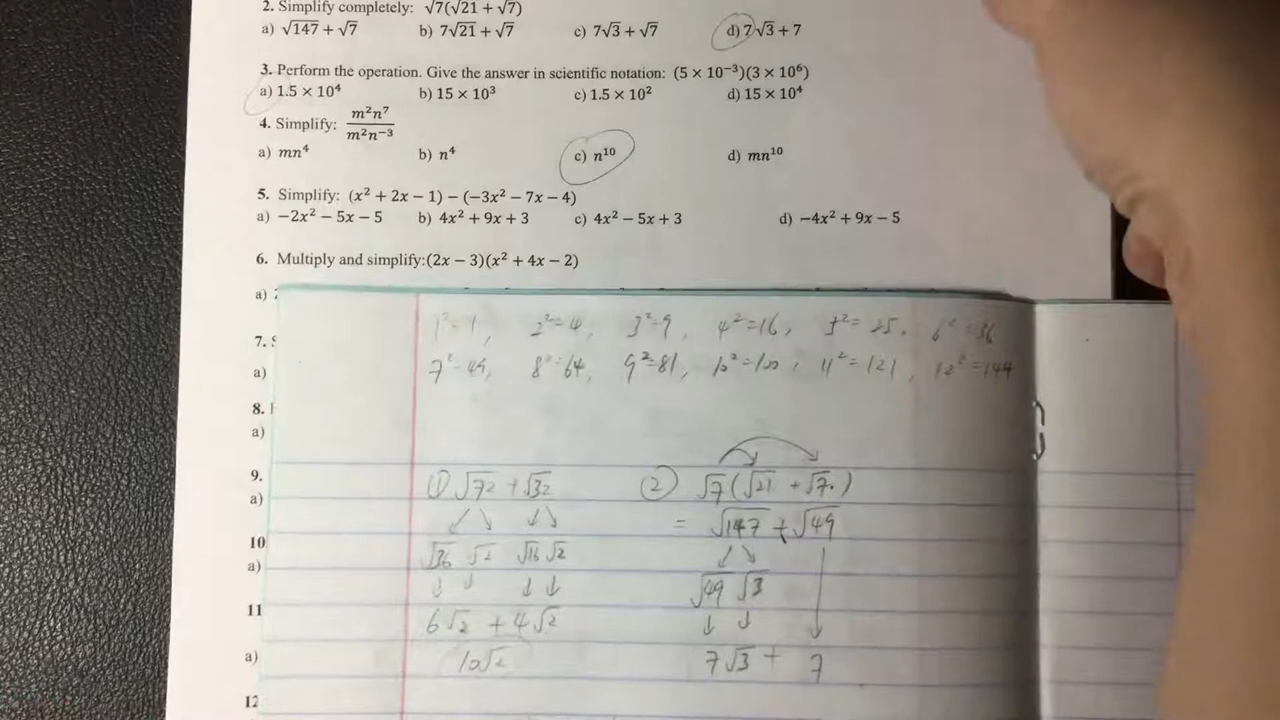 2. Simplify completely: √7(√21 + √7)
a) √147 + √7 b) 7√21 + √7 c) 7√3 + √7 d) 7√3 + 7
3. Perform the operation. Give the answer in scientific notation: (5 × 10⁻³)(3 × 10⁶)
a) 1.5 × 10⁴ b) 15 × 10³ c) 1.5 × 10² d) 15 × 10⁴
4. Simplify: m²n⁷/m²n⁻³
a) mn⁴ b) n⁴ c) n¹⁰ d) mn¹⁰
5. Simplify: (x² + 2x − 1) − (−3x² − 7x − 4)
a) −2x² − 5x − 5 b) 4x² + 9x + 3 c) 4x² − 5x + 3 d) −4x² + 9x − 5
6. Multiply and simplify:(2x − 3)(x² + 4x − 2)
a)
7.
a)
8.
a)
9.
a)
10
a)
11
a)
12
1²=1, 2²=4, 3²=9, 4²=16, 5²=25, 6²=36
7²=49, 8²=64, 9²=81, 10²=100, 11²=121, 12²=144
① √72 + √32
√36 √2 √16 √2
6√2 + 4√2
10√2
② √7(√21 + √7)
= √147 + √49
√49 √3
7√3 + 7